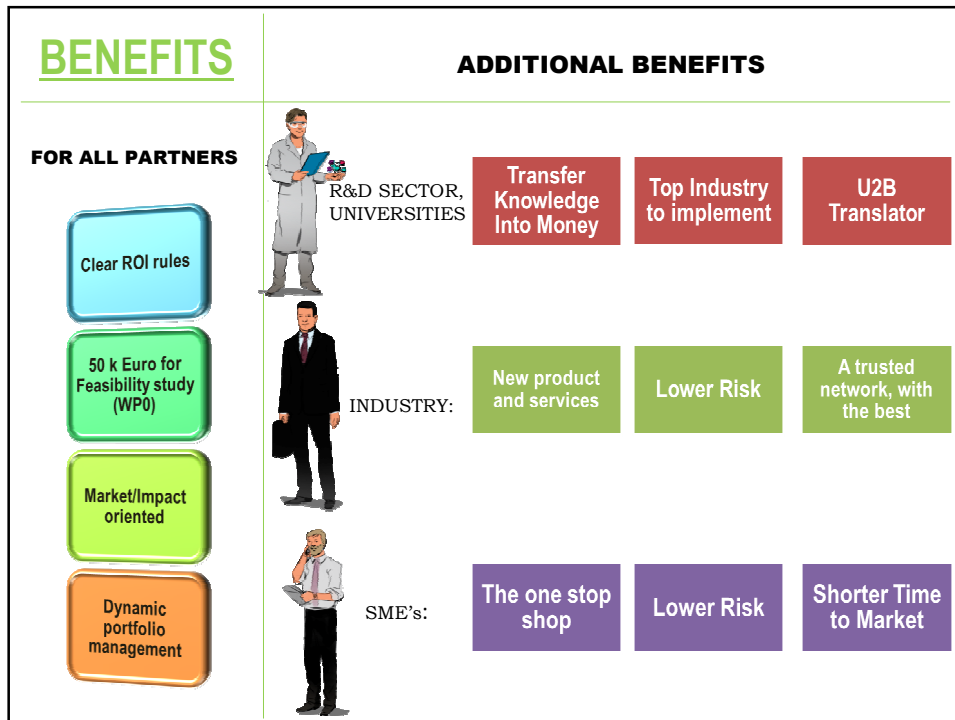 BENEFITS
ADDITIONAL BENEFITS
FOR ALL PARTNERS
Clear ROI rules
50 k Euro for
Feasibility study
(WP0)
Market/Impact
oriented
Dynamic
portfolio
management
R&D SECTOR,
UNIVERSITIES
Transfer
Knowledge
Into Money
Top Industry
to implement
U2B
Translator
INDUSTRY:
New product
and services
Lower Risk
A trusted
network, with
the best
SME's:
The one stop
shop
Lower Risk
Shorter Time
to Market